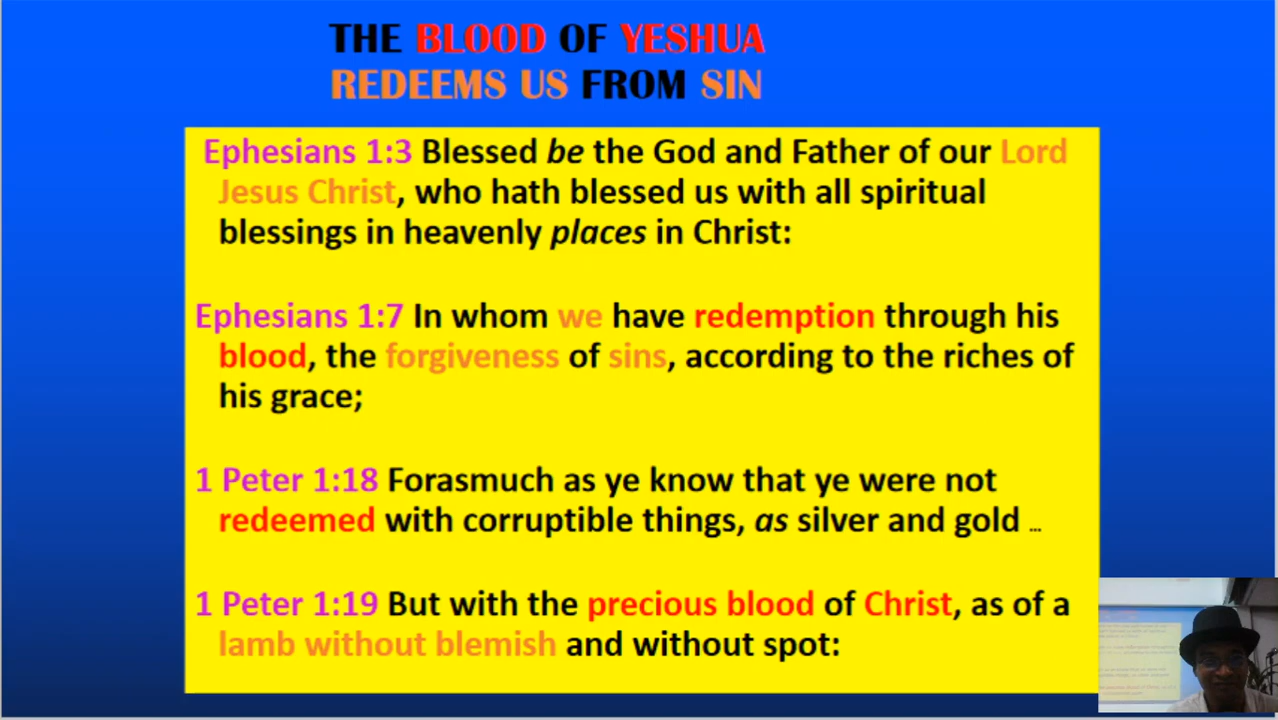 THE BLOOD OF YESHUA
REDEEMS US FROM SIN
Ephesians 1:3 Blessed be the God and Father of our Lord
Jesus Christ, who hath blessed us with all spiritual
blessings in heavenly places in Christ:
Ephesians 1:7 In whom we have redemption through his
blood, the forgiveness of sins, according to the riches of
his grace;
1 Peter 1:18 Forasmuch as ye know that ye were not
redeemed with corruptible things, as silver and gold ...
1 Peter 1:19 But with the precious blood of Christ, as of a
lamb without blemish and without spot: